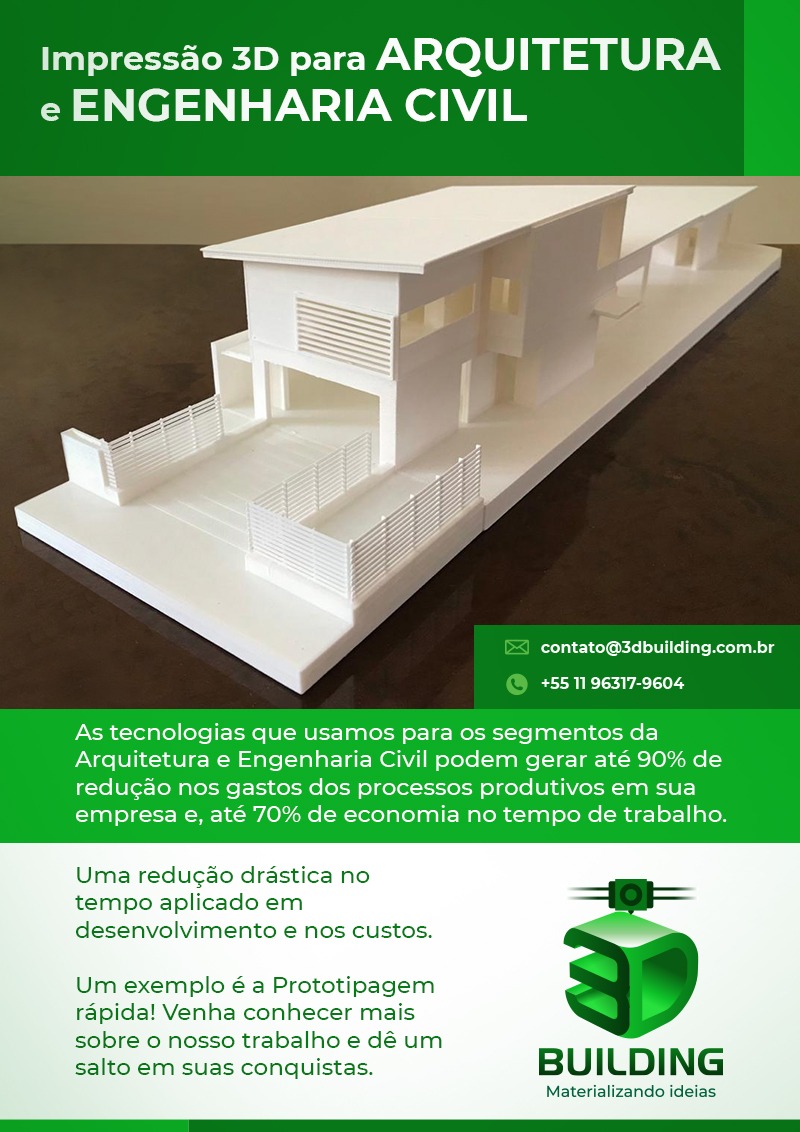 Impressão 3D para ARQUITETURA
e ENGENHARIA CIVIL
contato@3dbuilding.com.br
+55 11 96317-9604
As tecnologias que usamos para os segmentos da
Arquitetura e Engenharia Civil podem gerar até 90% de
redução nos gastos dos processos produtivos em sua
empresa e, até 70% de economia no tempo de trabalho.
Uma redução drástica no
tempo aplicado em
desenvolvimento e nos custos.
Um exemplo é a Prototipagem
rápida! Venha conhecer mais
sobre o nosso trabalho e dê um
salto em suas conquistas.
3D
BUILDING
Materializando ideias